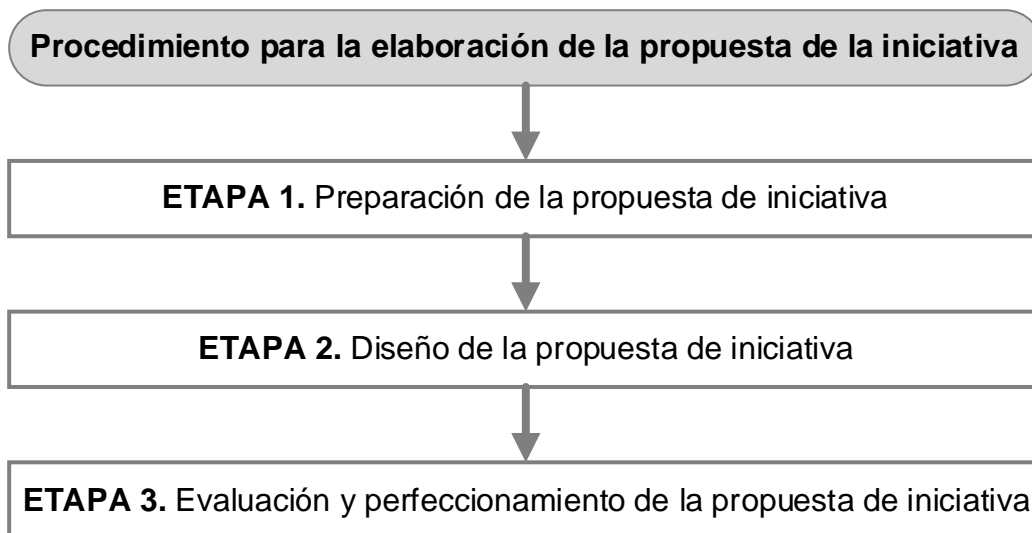 Procedimiento para la elaboración de la propuesta de la iniciativa
ETAPA 1. Preparación de la propuesta de iniciativa
ETAPA 2. Diseño de la propuesta de iniciativa
ETAPA 3. Evaluación y perfeccionamiento de la propuesta de iniciativa